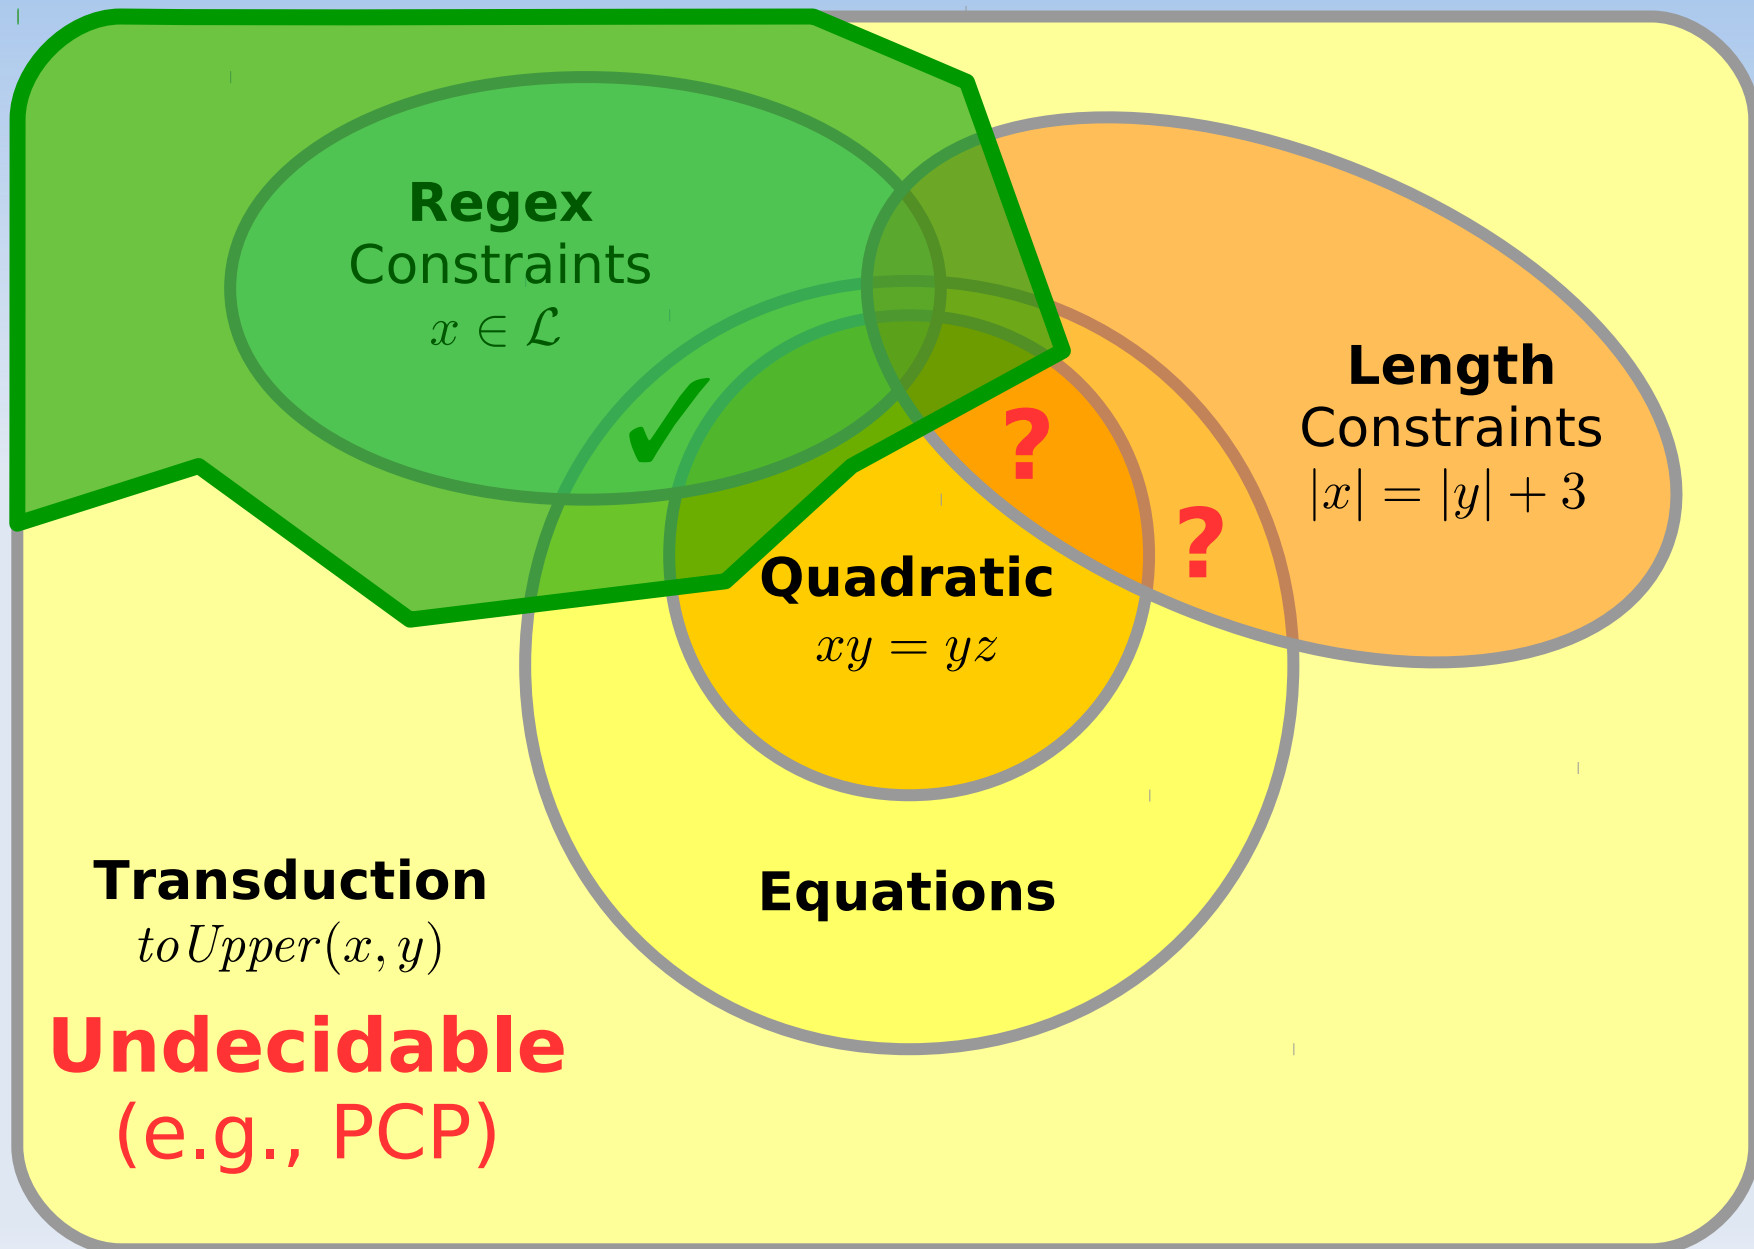 Regex
Constraints
x ∈ ℒ
✓
Length
Constraints
|x| = |y| + 3
?
?
Quadratic
xy = yz
Equations
Transduction
toUpper(x, y)
Undecidable
(e.g., PCP)